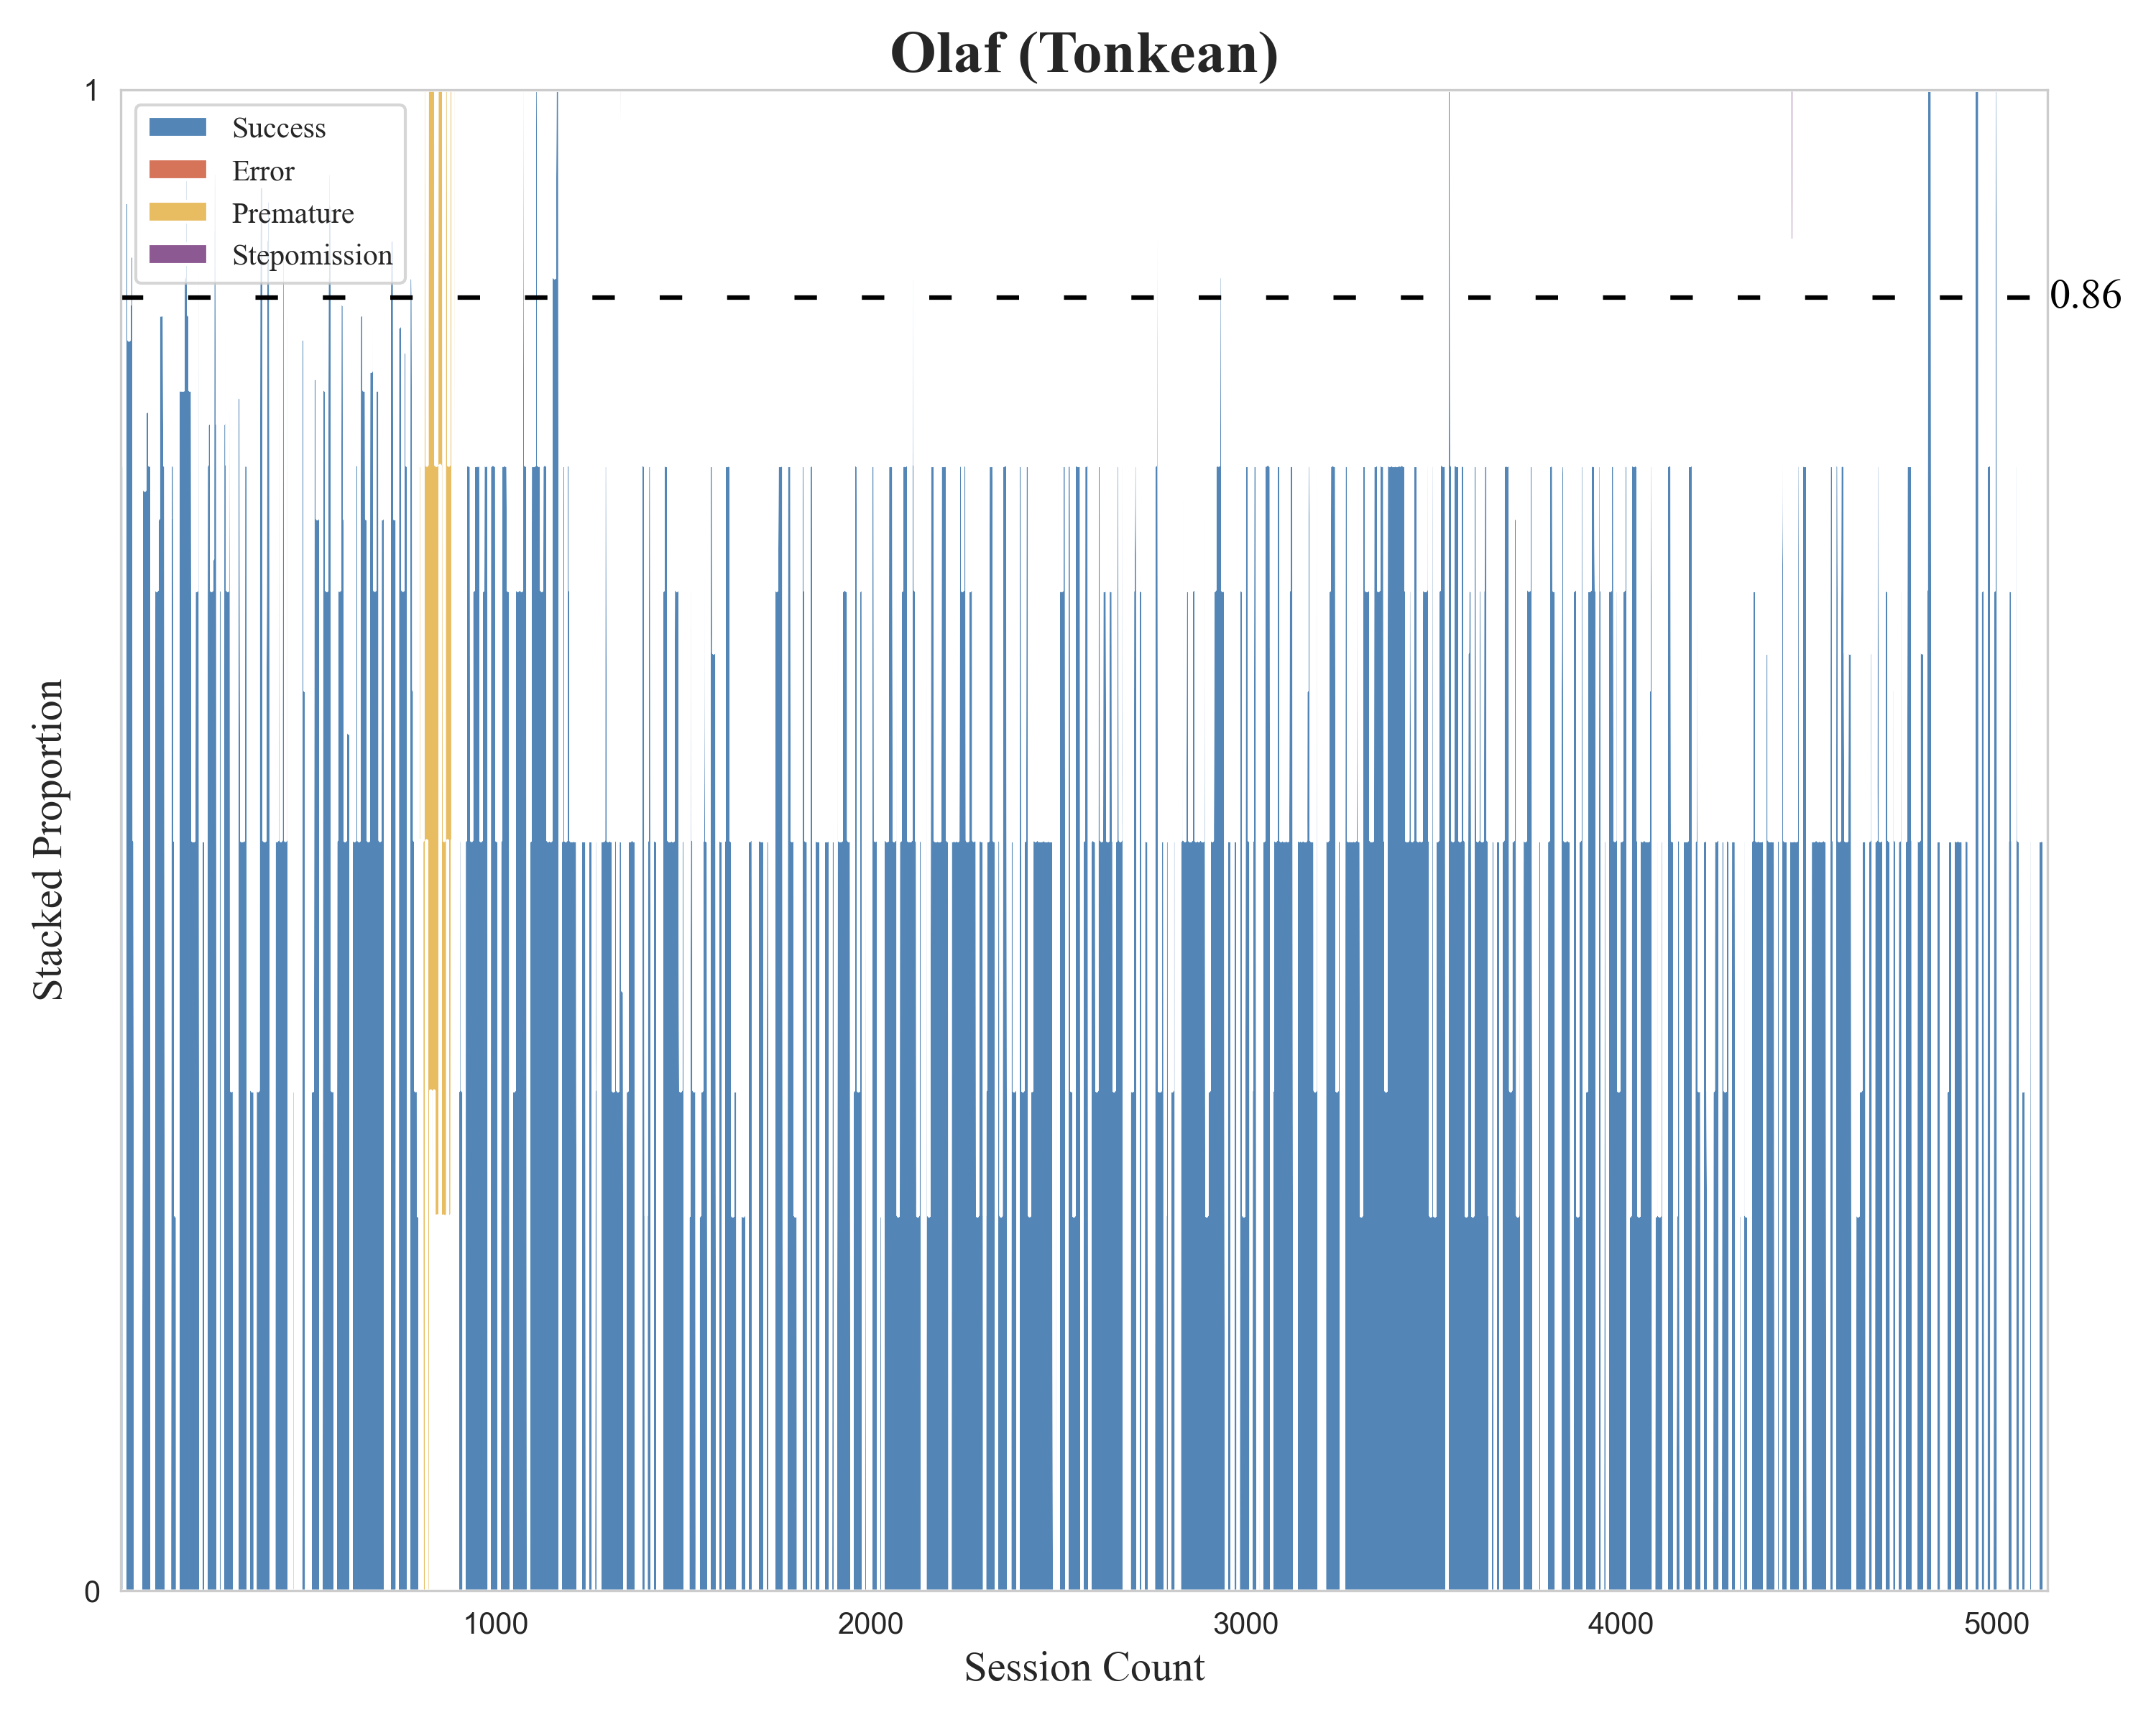 Olaf (Tonkean)
1
Success
Error
Premature
Stepomission
0.86
Stacked Proportion
0
1000
2000
3000
4000
5000
Session Count